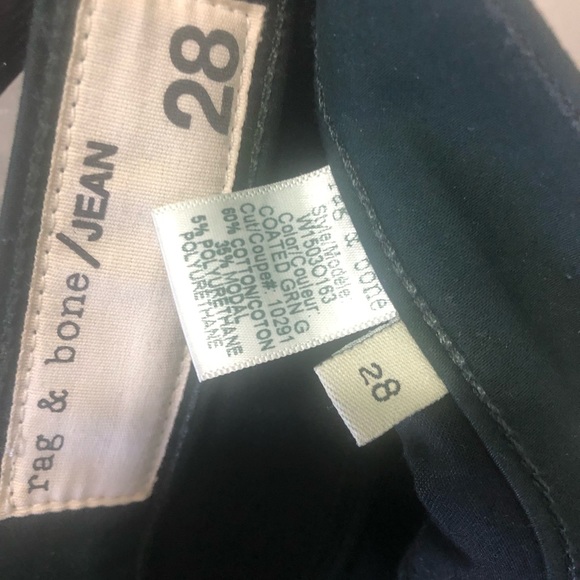 rag & bone/JEAN
28
rag & bone
Style/Modèle
W1503O163
Color/Couleur
COATED GRN G
Cut/Coupe#: 10291
60% COTTON/COTON
35% MODAL
5% POLYURETHANE
POLYURETHANE
28